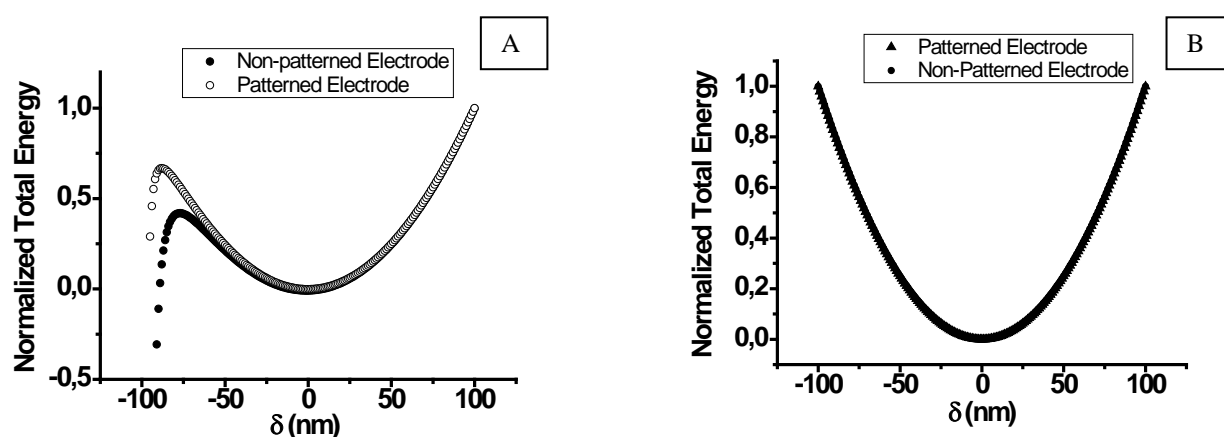 A
Non-patterned Electrode
Patterned Electrode
Normalized Total Energy
1,0
0,5
0,0
-0,5
-100
-50
0
50
100
δ (nm)
B
Patterned Electrode
Non-Patterned Electrode
Normalized Total Energy
1,0
0,8
0,6
0,4
0,2
0,0
-100
-50
0
50
100
δ (nm)